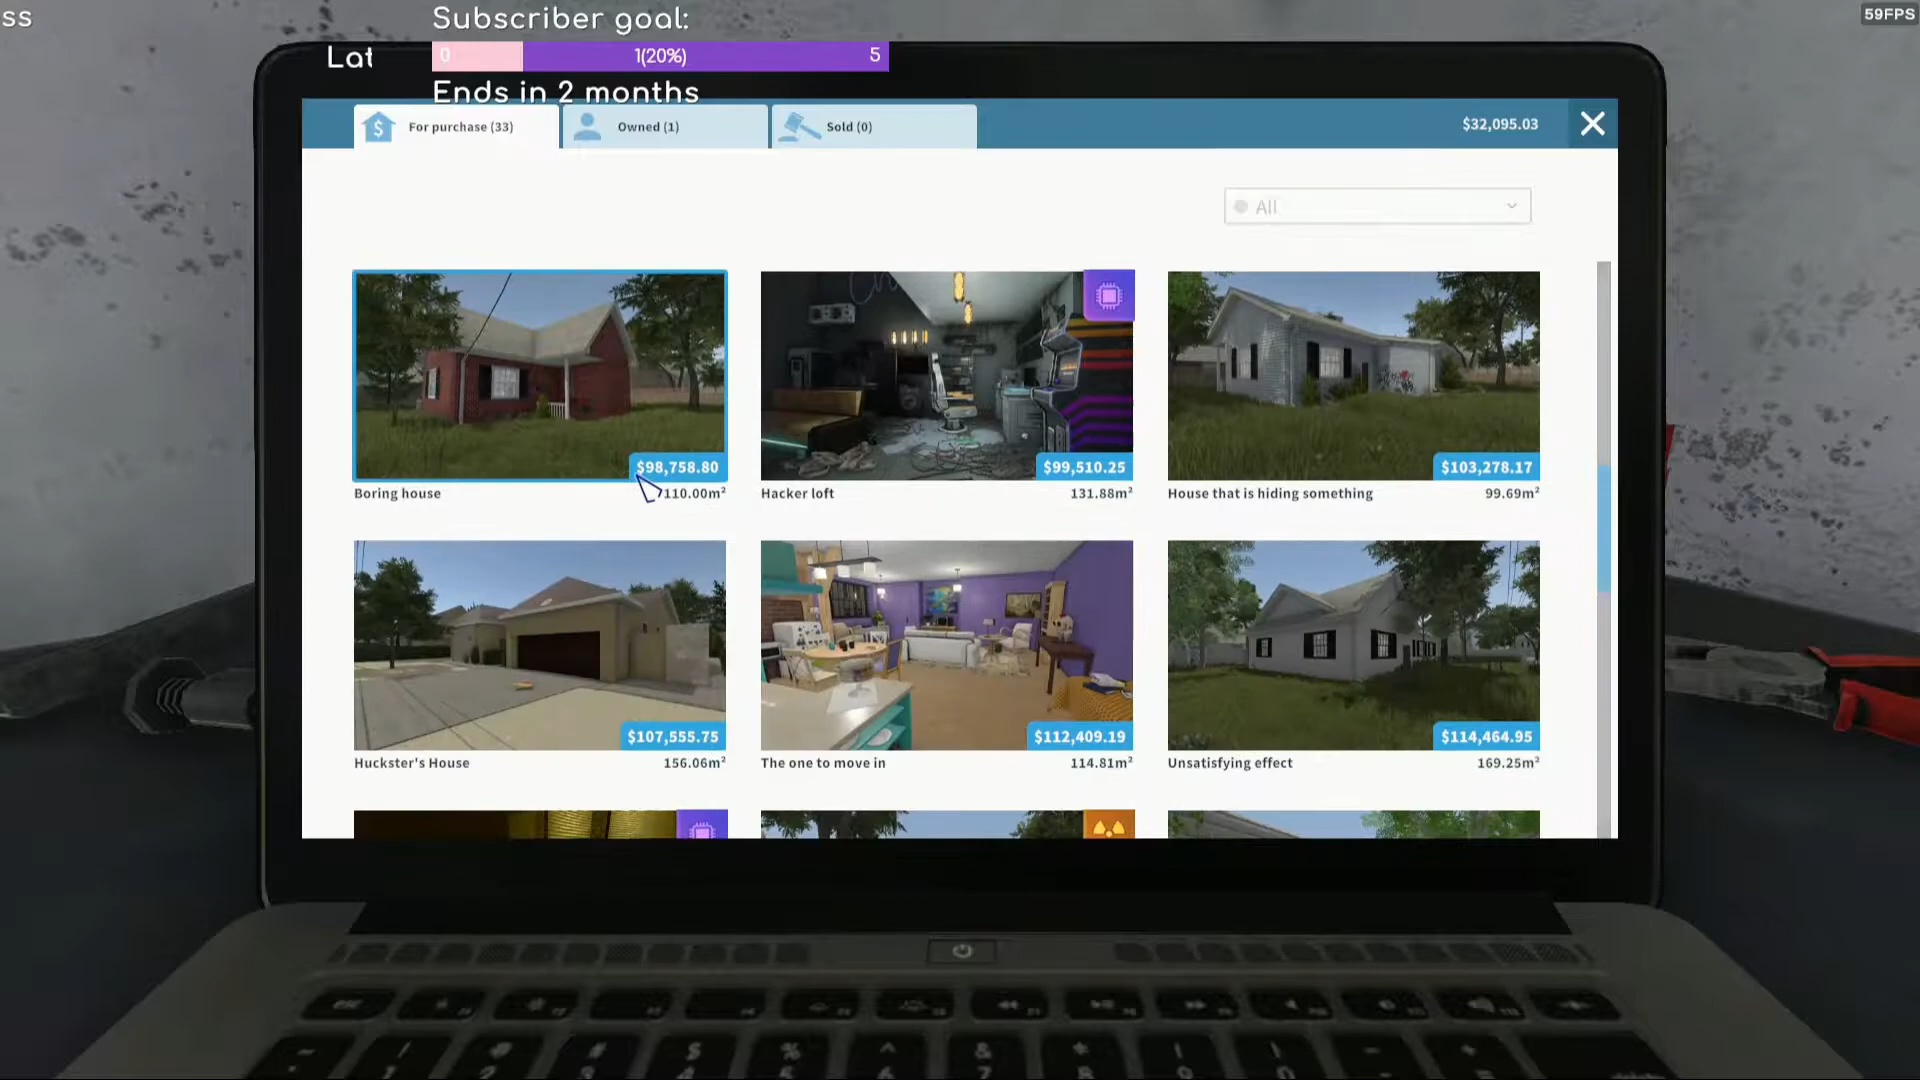 ss
Subscriber goal:
59FPS
Lat
0
1(20%)
5
Ends in 2 months
For purchase (33)
Owned (1)
Sold (0)
$32,095.03
All
$98,758.80
$99,510.25
$103,278.17
Boring house
110.00m²
Hacker loft
131.88m²
House that is hiding something
99.69m²
$107,555.75
$112,409.19
$114,464.95
Huckster's House
156.06m²
The one to move in
114.81m²
Unsatisfying effect
169.25m²